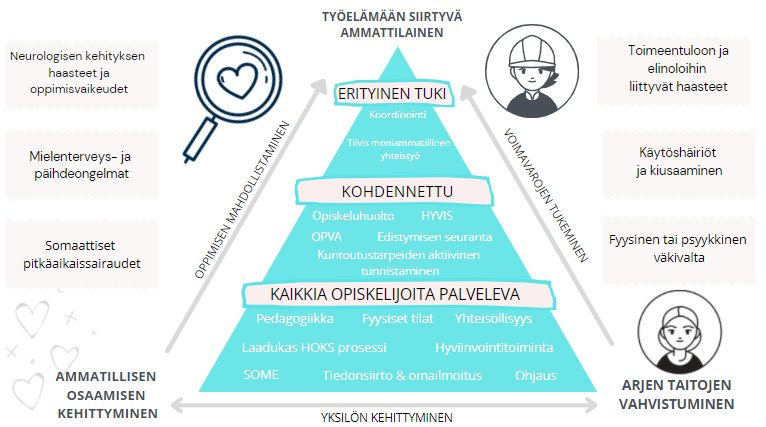 TYÖELÄMÄÄN SIIRTYVÄ
AMMATTILAINEN
Neurologisen kehityksen
haasteet ja
oppimisvaikeudet
Mielenterveys- ja
päihdeongelmat
Somaattiset
pitkäaikaissairaudet
OPPIMISEN MAHDOLLISTAMINEN
ERITYINEN TUKI
Koordinointi
Tiivis moniammatillinen
yhteistyö
KOHDENNETTU
Opiskeluhuolto HYVIS
OPVA Edistymisen seuranta
Kuntoutustarpeiden aktiivinen
tunnistaminen
KAIKKIA OPISKELIJOITA PALVELEVA
Pedagogiikka Fyysiset tilat Yhteisöllisyys
Laadukas HOKS prosessi Hyviinvointitoiminta
SOME Tiedonsiirto & omailmoitus Ohjaus
VOIMAVAROJEN TUKEMINEN
Toimeentuloon ja
elinoloihin
liittyvät haasteet
Käytöshäiriöt
ja kiusaaminen
Fyysinen tai psyykkinen
väkivalta
AMMATILLISEN
OSAAMISEN
KEHITTYMINEN
YKSILÖN KEHITTYMINEN
ARJEN TAITOJEN
VAHVISTUMINEN